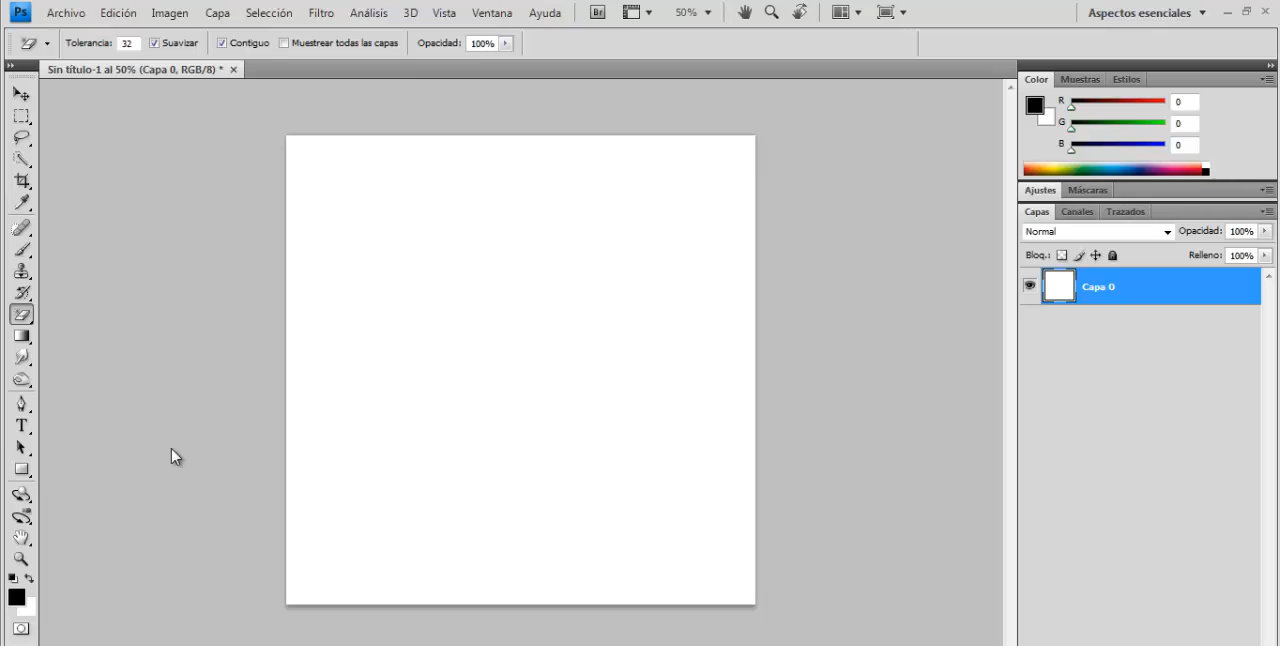 Ps Archivo Edición Imagen Capa Selección Filtro Análisis 3D Vista Ventana Ayuda Br 50% Aspectos esenciales
Tolerancia: 32 Suavizar Contiguo Muestrear todas las capas Opacidad: 100%
Sin título-1 al 50% (Capa 0, RGB/8) *
Color Muestras Estilos
R 0
G 0
B 0
Ajustes Máscaras
Capas Canales Trazados
Normal Opacidad: 100%
Bloq.: Relleno: 100%
Capa 0
T